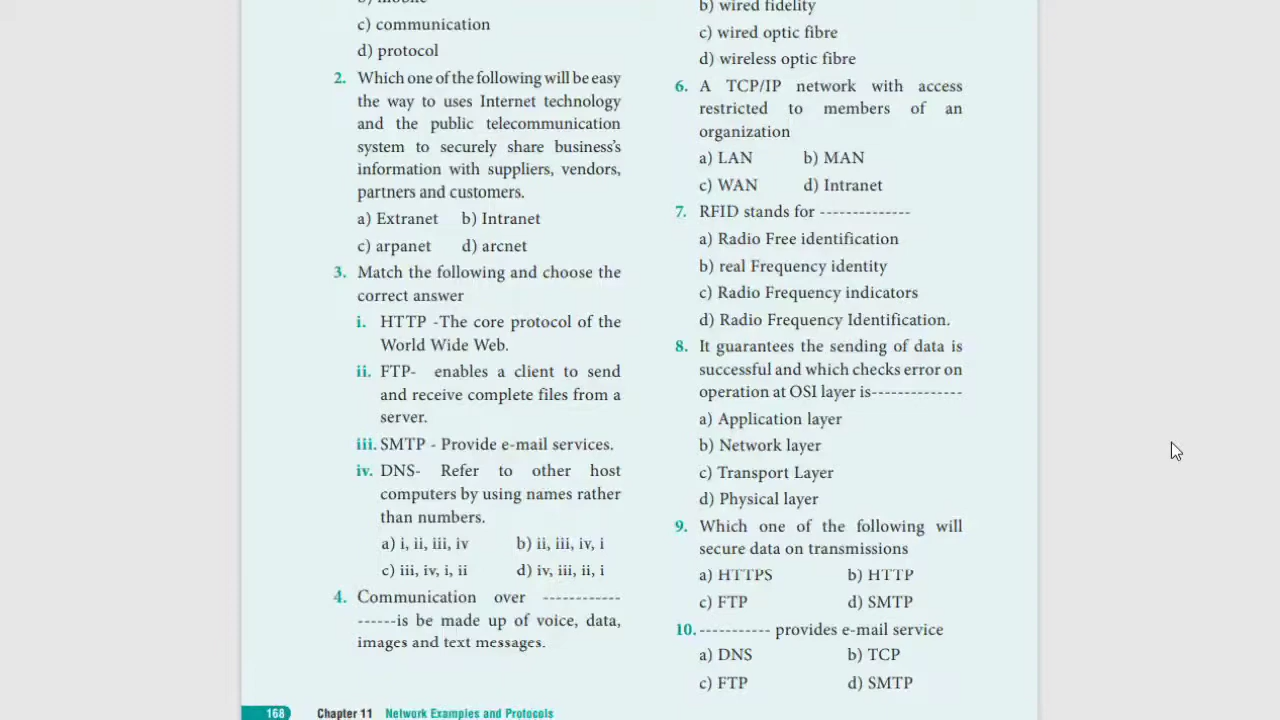 b) mobile
c) communication
d) protocol
2. Which one of the following will be easy
the way to uses Internet technology
and the public telecommunication
system to securely share business's
information with suppliers, vendors,
partners and customers.
a) Extranet b) Intranet
c) arpanet d) arcnet
3. Match the following and choose the
correct answer
i. HTTP -The core protocol of the
World Wide Web.
ii. FTP- enables a client to send
and receive complete files from a
server.
iii. SMTP - Provide e-mail services.
iv. DNS- Refer to other host
computers by using names rather
than numbers.
a) i, ii, iii, iv b) ii, iii, iv, i
c) iii, iv, i, ii d) iv, iii, ii, i
4. Communication over ------------
------is be made up of voice, data,
images and text messages.
b) wired fidelity
c) wired optic fibre
d) wireless optic fibre
6. A TCP/IP network with access
restricted to members of an
organization
a) LAN b) MAN
c) WAN d) Intranet
7. RFID stands for --------------
a) Radio Free identification
b) real Frequency identity
c) Radio Frequency indicators
d) Radio Frequency Identification.
8. It guarantees the sending of data is
successful and which checks error on
operation at OSI layer is--------------
a) Application layer
b) Network layer
c) Transport Layer
d) Physical layer
9. Which one of the following will
secure data on transmissions
a) HTTPS b) HTTP
c) FTP d) SMTP
10. ----------- provides e-mail service
a) DNS b) TCP
c) FTP d) SMTP
168 Chapter 11 Network Examples and Protocols